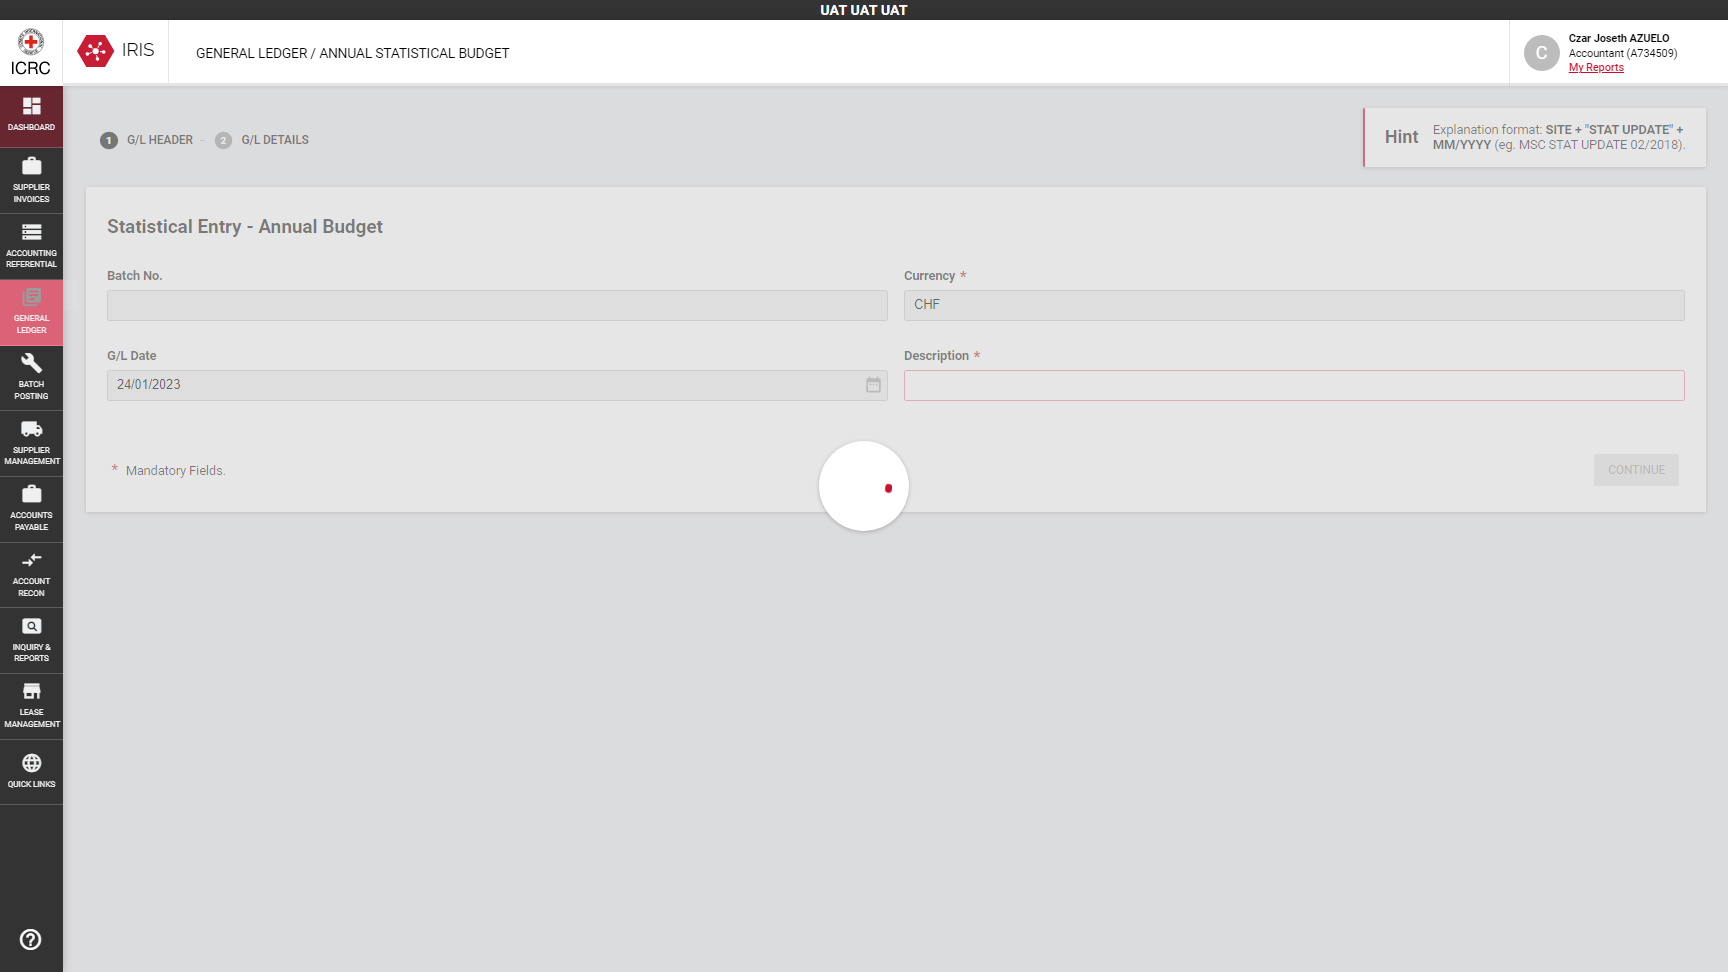 UAT UAT UAT
ICRC
IRIS
GENERAL LEDGER / ANNUAL STATISTICAL BUDGET
C
Czar Joseth AZUELO
Accountant (A734509)
My Reports
DASHBOARD
SUPPLIER
INVOICES
ACCOUNTING
REFERENTIAL
GENERAL
LEDGER
BATCH
POSTING
SUPPLIER
MANAGEMENT
ACCOUNTS
PAYABLE
ACCOUNT
RECON
INQUIRY &
REPORTS
LEASE
MANAGEMENT
QUICK LINKS
1 G/L HEADER - 2 G/L DETAILS
Hint
Explanation format: SITE + "STAT UPDATE" +
MM/YYYY (eg. MSC STAT UPDATE 02/2018).
Statistical Entry - Annual Budget
Batch No.
Currency *
CHF
G/L Date
24/01/2023
Description *
* Mandatory Fields.
CONTINUE